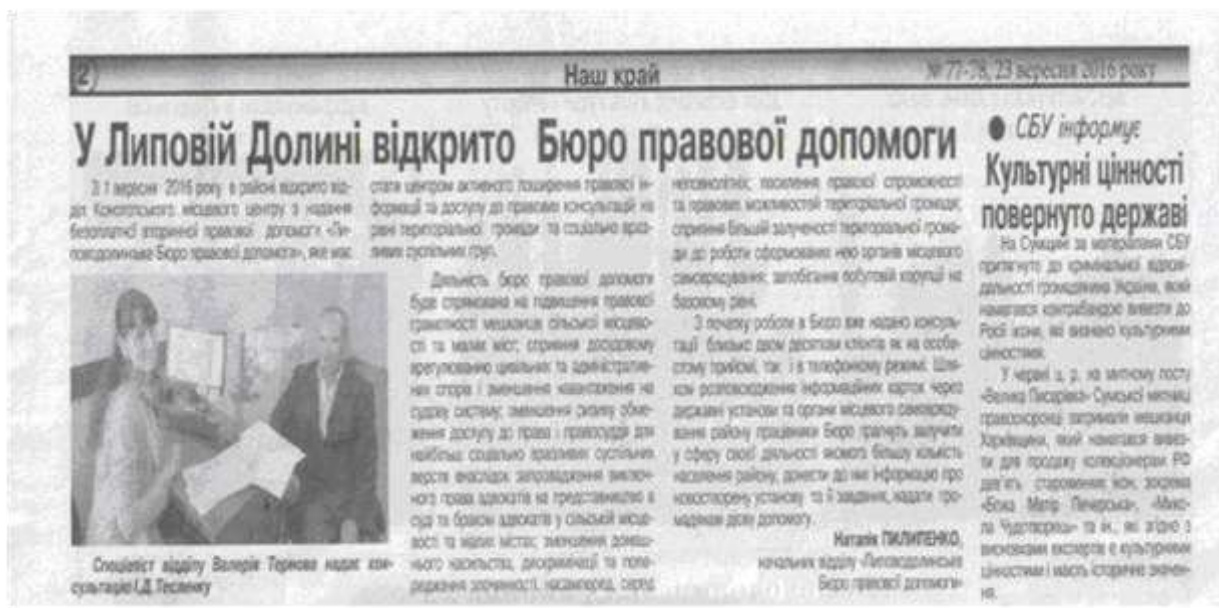 2
Наш край
№ 77-78, 23 вересня 2016 року
У Липовій Долині відкрито Бюро правової допомоги
З 1 вересня 2016 року в районі відкрито від-
діл Конотопського місцевого центру з надання
безоплатної вторинної правової допомоги «Ли-
поводолинське Бюро правової допомоги», яке має
стати центром активного поширення правової ін-
формації та доступу до правових консультацій на
рівні територіальної громади та соціально враз-
ливих суспільних груп.
Діяльність бюро правової допомоги
буде спрямована на підвищення правової
грамотності мешканців сільської місцево-
сті та малих міст; сприяння досудовому
врегулюванню цивільних та адміністратив-
них спорів і зменшення навантаження на
судову систему; зменшення ризику обме-
ження доступу до права і правосуддя для
найбільш соціально вразливих суспільних
верств внаслідок запровадження виключ-
ного права адвокатів на представництво в
суді та браком адвокатів у сільській місце-
вості та малих містах; зменшення домаш-
нього насильства, дискримінації та попе-
редження злочинності, насамперед, серед
неповнолітніх; посилення правової спроможності
та правових можливостей територіальної громади;
сприяння більшій залученості територіальної грома-
ди до роботи сформованих нею органів місцевого
самоврядування; запобігання побутовій корупції на
базовому рівні.
З початку роботи в Бюро вже надано консуль-
тації близько двом десяткам клієнтів як на особи-
стому прийомі, так і в телефонному режимі. Шля-
хом розповсюдження інформаційних карток через
державні установи та органи місцевого самовряду-
вання району працівники Бюро прагнуть залучити
у сферу своєї діяльності якомога більшу кількість
населення району, донести до них інформацію про
новостворену установу та її завдання, надати гро-
мадянам дієву допомогу.
Наталія ПИЛИПЕНКО,
начальник відділу «Липоводолинське
Бюро правової допомоги»
Спеціаліст відділу Валерія Тернова надає кон-
сультацію І.Д. Тесленку
● СБУ інформує
Культурні цінності
повернуто державі
На Сумщині за матеріалами СБУ
притягнуто до кримінальної відпові-
дальності громадянина України, який
намагався контрабандою вивезти до
Росії ікони, які визнано культурними
цінностями.
У червні ц. р. на митному посту
«Велика Писарівка» Сумської митниці
правоохоронці затримали мешканця
Харківщини, який намагався вивез-
ти для продажу колекціонерам РФ
дев'ять старовинних ікон, зокрема
«Божа Матір Печерська», «Мико-
ла Чудотворець» та ін., які згідно з
висновками експертів є культурними
цінностями і мають історичне значен-
ня.